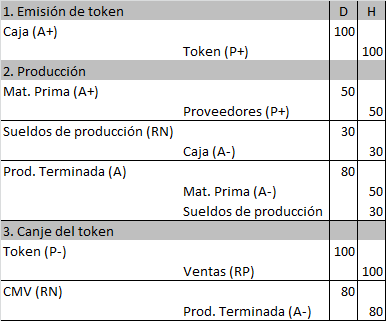 1. Emisión de token D H
Caja (A+) 100
Token (P+) 100
2. Producción
Mat. Prima (A+) 50
Proveedores (P+) 50
Sueldos de producción (RN) 30
Caja (A-) 30
Prod. Terminada (A) 80
Mat. Prima (A-) 50
Sueldos de producción 30
3. Canje del token
Token (P-) 100
Ventas (RP) 100
CMV (RN) 80
Prod. Terminada (A-) 80